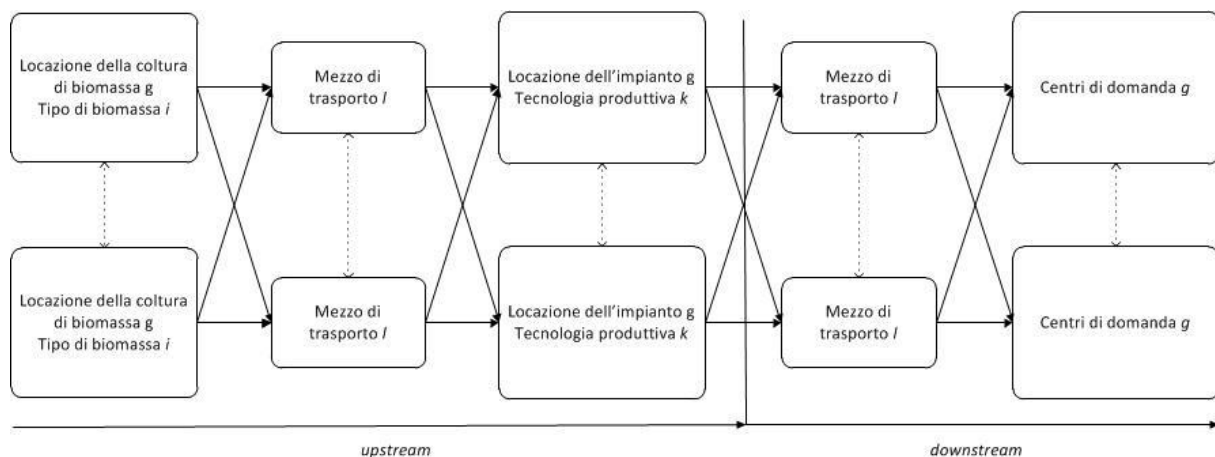 Locazione della coltura
di biomassa g
Tipo di biomassa i
Mezzo di
trasporto l
Locazione dell'impianto g
Tecnologia produttiva k
Mezzo di
trasporto l
Centri di domanda g
Locazione della coltura
di biomassa g
Tipo di biomassa i
Mezzo di
trasporto l
Locazione dell'impianto g
Tecnologia produttiva k
Mezzo di
trasporto l
Centri di domanda g
upstream
downstream